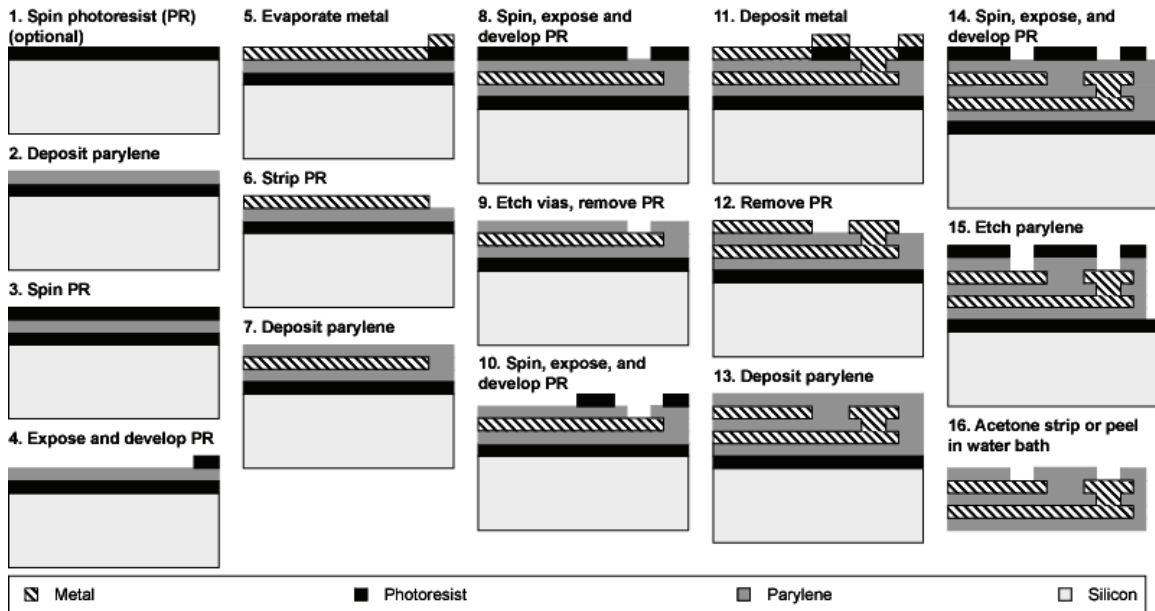 1. Spin photoresist (PR)
(optional)
2. Deposit parylene
3. Spin PR
4. Expose and develop PR
5. Evaporate metal
6. Strip PR
7. Deposit parylene
8. Spin, expose and
develop PR
9. Etch vias, remove PR
10. Spin, expose, and
develop PR
11. Deposit metal
12. Remove PR
13. Deposit parylene
14. Spin, expose, and
develop PR
15. Etch parylene
16. Acetone strip or peel
in water bath
Metal
Photoresist
Parylene
Silicon